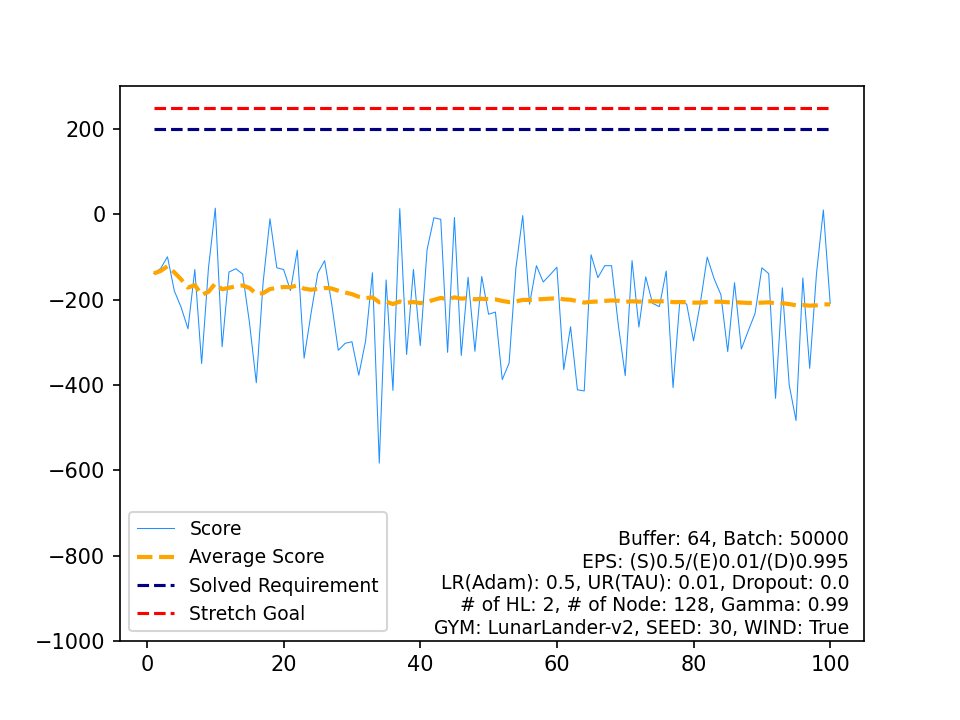 200
0
−200
−400
−600
−800
−1000
0
20
40
60
80
100
Score
Average Score
Solved Requirement
Stretch Goal
Buffer: 64, Batch: 50000
EPS: (S)0.5/(E)0.01/(D)0.995
LR(Adam): 0.5, UR(TAU): 0.01, Dropout: 0.0
# of HL: 2, # of Node: 128, Gamma: 0.99
GYM: LunarLander-v2, SEED: 30, WIND: True